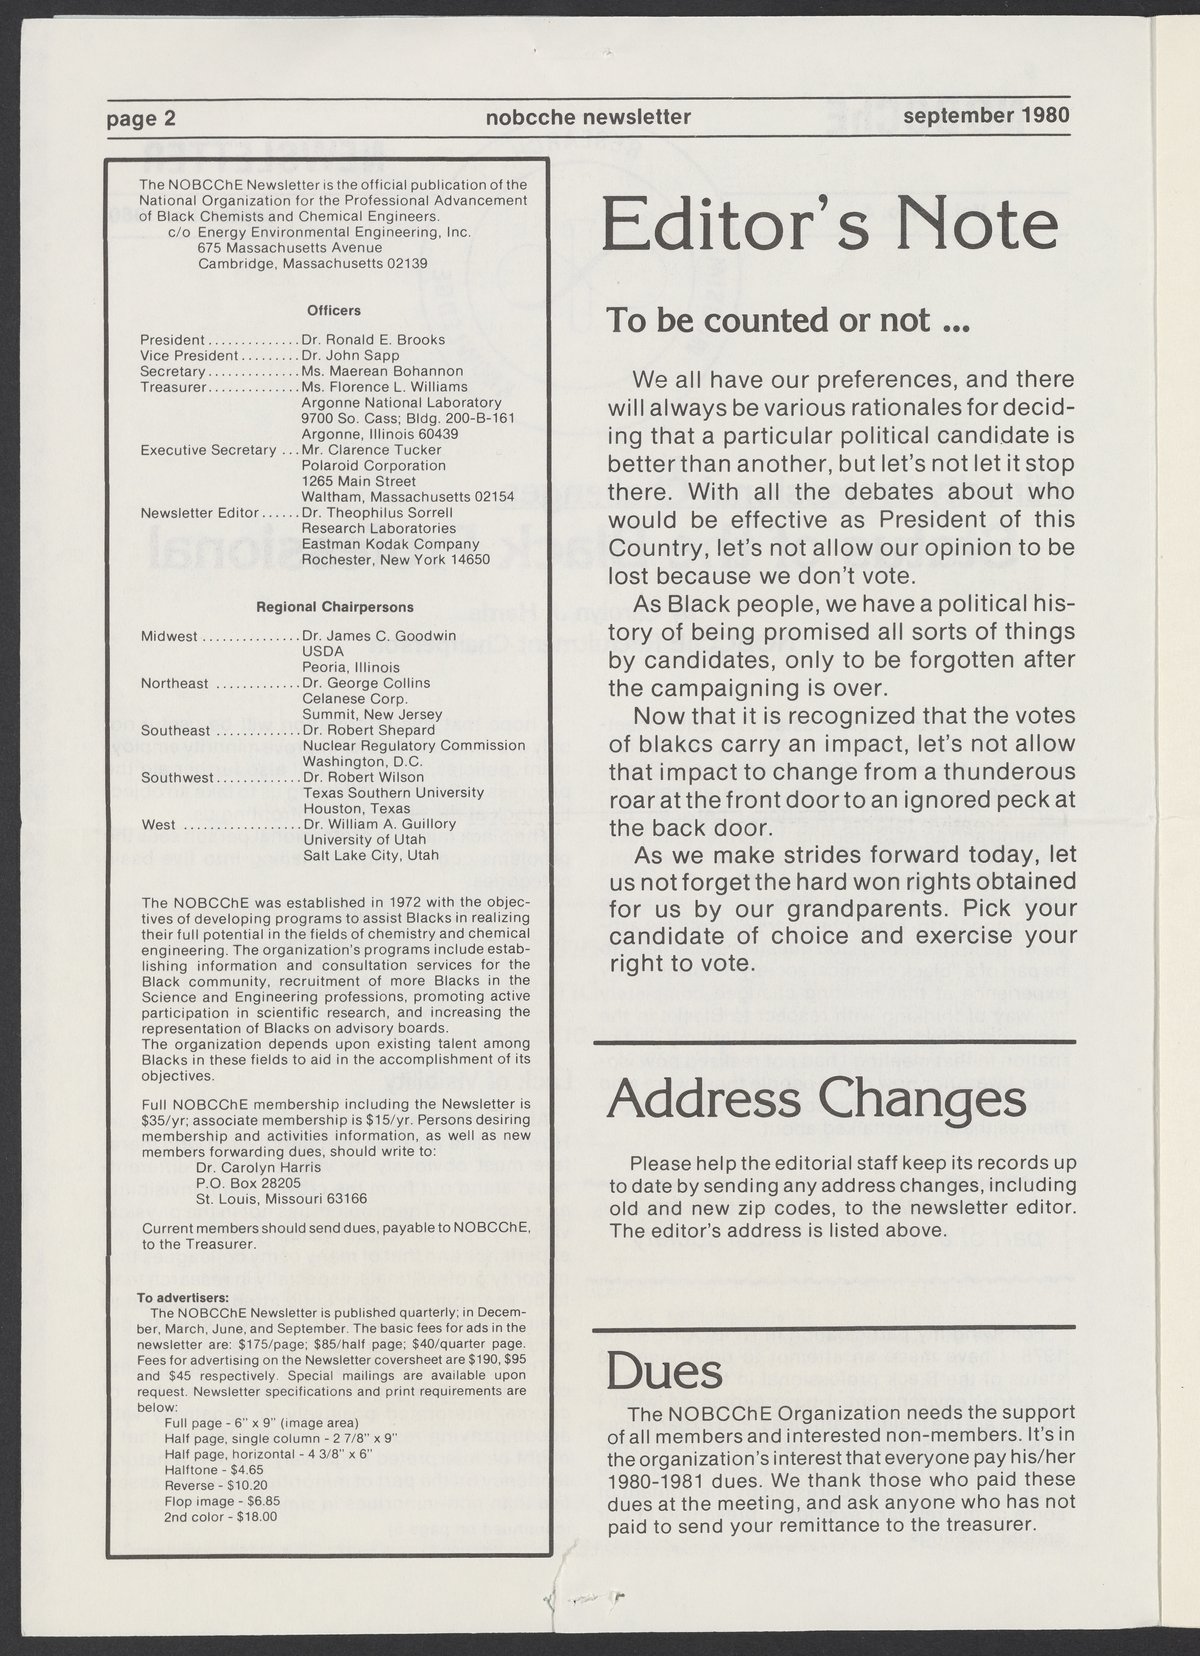 page 2
nobcche newsletter
september 1980
The NOBCChE Newsletter is the official publication of the
National Organization for the Professional Advancement
of Black Chemists and Chemical Engineers.
c/o Energy Environmental Engineering, Inc.
675 Massachusetts Avenue
Cambridge, Massachusetts 02139
Officers
President .............. Dr. Ronald E. Brooks
Vice President ......... Dr. John Sapp
Secretary ............. Ms. Maerean Bohannon
Treasurer ............. Ms. Florence L. Williams
Argonne National Laboratory
9700 So. Cass; Bldg. 200-B-161
Argonne, Illinois 60439
Executive Secretary ... Mr. Clarence Tucker
Polaroid Corporation
1265 Main Street
Waltham, Massachusetts 02154
Newsletter Editor ...... Dr. Theophilus Sorrell
Research Laboratories
Eastman Kodak Company
Rochester, New York 14650
Regional Chairpersons
Midwest .............. Dr. James C. Goodwin
USDA
Peoria, Illinois
Northeast ............ Dr. George Collins
Celanese Corp.
Summit, New Jersey
Southeast ............ Dr. Robert Shepard
Nuclear Regulatory Commission
Washington, D.C.
Southwest ............ Dr. Robert Wilson
Texas Southern University
Houston, Texas
West ................. Dr. William A. Guillory
University of Utah
Salt Lake City, Utah
The NOBCChE was established in 1972 with the objec-
tives of developing programs to assist Blacks in realizing
their full potential in the fields of chemistry and chemical
engineering. The organization's programs include estab-
lishing information and consultation services for the
Black community, recruitment of more Blacks in the
Science and Engineering professions, promoting active
participation in scientific research, and increasing the
representation of Blacks on advisory boards.
The organization depends upon existing talent among
Blacks in these fields to aid in the accomplishment of its
objectives.
Full NOBCChE membership including the Newsletter is
$35/yr; associate membership is $15/yr. Persons desiring
membership and activities information, as well as new
members forwarding dues, should write to:
Dr. Carolyn Harris
P.O. Box 28205
St. Louis, Missouri 63166
Current members should send dues, payable to NOBCChE,
to the Treasurer.
To advertisers:
The NOBCChE Newsletter is published quarterly; in Decem-
ber, March, June, and September. The basic fees for ads in the
newsletter are: $175/page; $85/half page; $40/quarter page.
Fees for advertising on the Newsletter coversheet are $190, $95
and $45 respectively. Special mailings are available upon
request. Newsletter specifications and print requirements are
below:
Full page - 6" x 9" (image area)
Half page, single column - 2 7/8" x 9"
Half page, horizontal - 4 3/8" x 6"
Halftone - $4.65
Reverse - $10.20
Flop image - $6.85
2nd color - $18.00
Editor's Note
To be counted or not ...
We all have our preferences, and there
will always be various rationales for decid-
ing that a particular political candidate is
better than another, but let's not let it stop
there. With all the debates about who
would be effective as President of this
Country, let's not allow our opinion to be
lost because we don't vote.
As Black people, we have a political his-
tory of being promised all sorts of things
by candidates, only to be forgotten after
the campaigning is over.
Now that it is recognized that the votes
of blakcs carry an impact, let's not allow
that impact to change from a thunderous
roar at the front door to an ignored peck at
the back door.
As we make strides forward today, let
us not forget the hard won rights obtained
for us by our grandparents. Pick your
candidate of choice and exercise your
right to vote.
Address Changes
Please help the editorial staff keep its records up
to date by sending any address changes, including
old and new zip codes, to the newsletter editor.
The editor's address is listed above.
Dues
The NOBCChE Organization needs the support
of all members and interested non-members. It's in
the organization's interest that everyone pay his/her
1980-1981 dues. We thank those who paid these
dues at the meeting, and ask anyone who has not
paid to send your remittance to the treasurer.